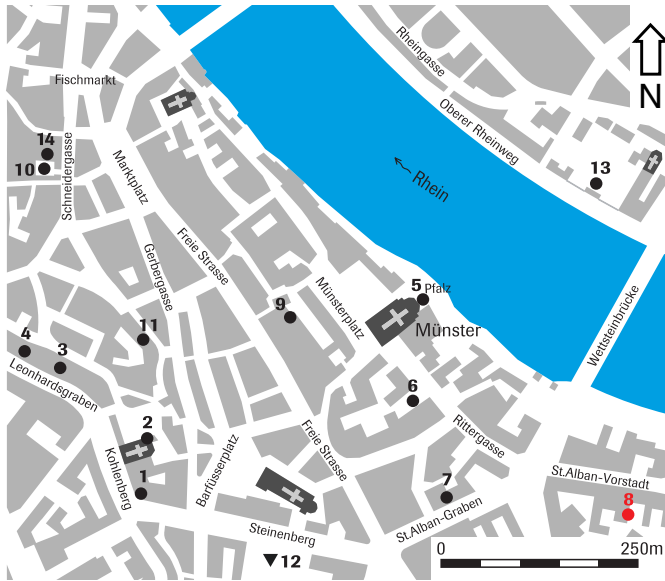 Rheingasse
N
Fischmarkt
Oberer Rheinweg
14
10
13
Schneidergasse
Marktplatz
Rhein
Gerbergasse
Freie Strasse
Münsterplatz
5 Pfalz
9
Münster
Wettsteinbrücke
11
4
3
Leonhardsgraben
6
2
Rittergasse
Freie Strasse
Barfüsserplatz
Kohlenberg
1
7
St.Alban-Vorstadt
8
St.Alban-Graben
Steinenberg
12
0
250m